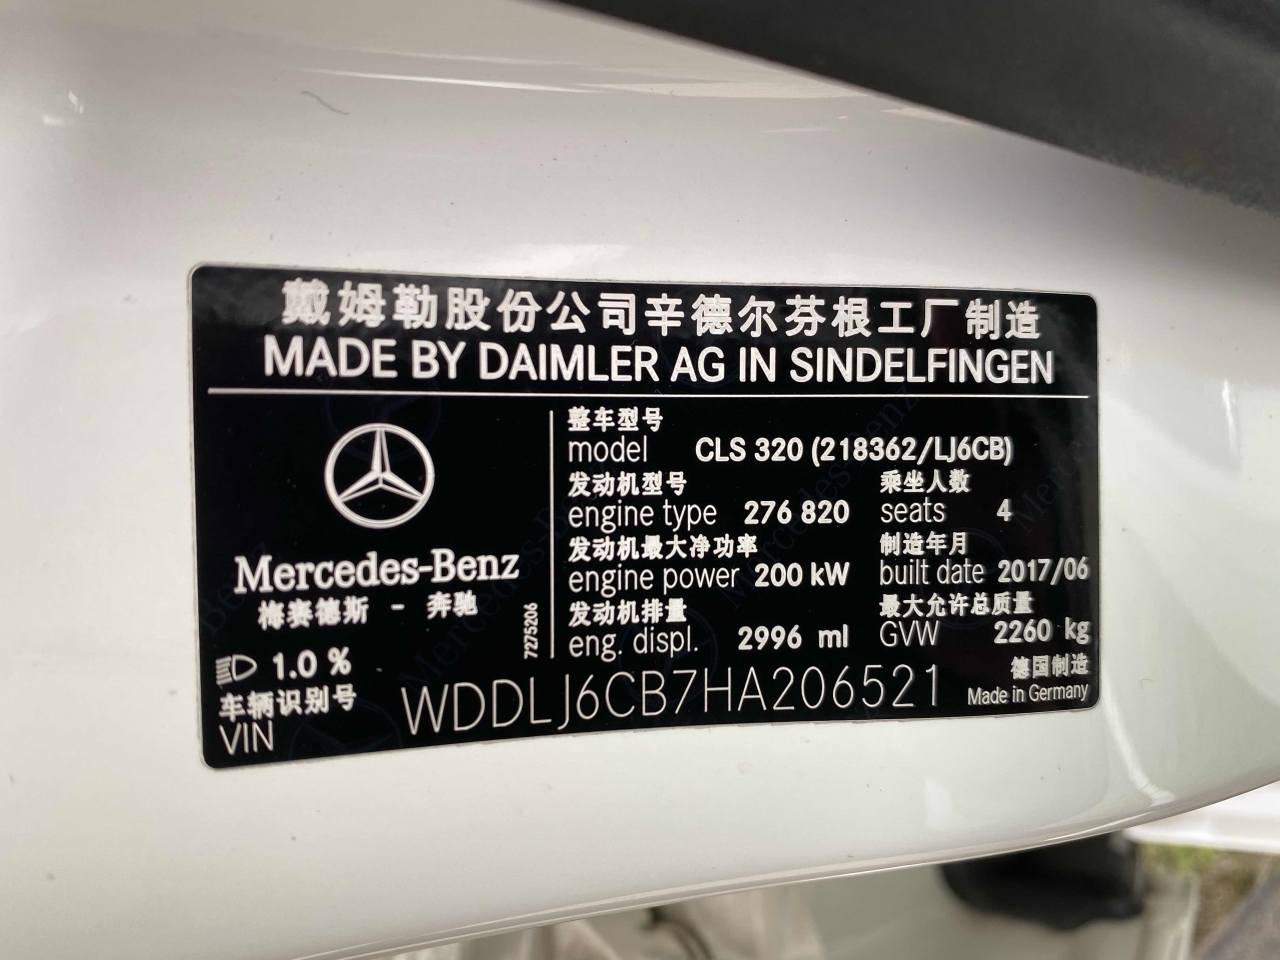 戴姆勒股份公司辛德尔芬根工厂制造
MADE BY DAIMLER AG IN SINDELFINGEN
Mercedes-Benz
梅赛德斯 - 奔驰
7275206
整车型号
model CLS 320 (218362/LJ6CB)
发动机型号 乘坐人数
engine type 276 820 seats 4
发动机最大净功率 制造年月
engine power 200 kW built date 2017/06
发动机排量 最大允许总质量
eng. displ. 2996 ml GVW 2260 kg
1.0 %
车辆识别号
VIN WDDLJ6CB7HA206521
德国制造
Made in Germany